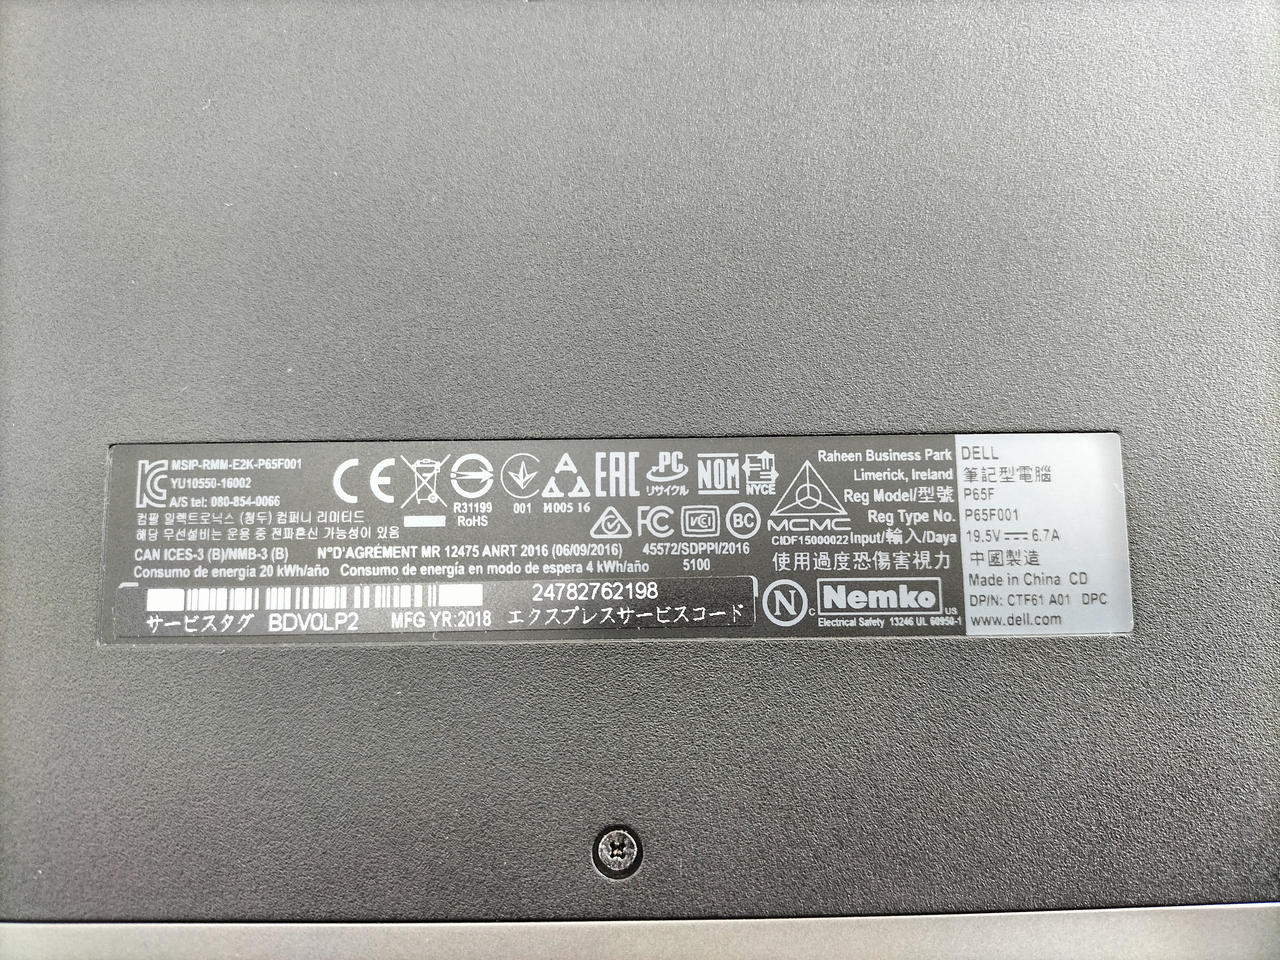 MSIP-RMM-E2K-P65F001
YU10550-16002
A/S tel: 080-854-0066
컴팔 일렉트로닉스 (청두) 컴퍼니 리미티드
해당 무선설비는 운용 중 전파혼신 가능성이 있음
CAN ICES-3 (B)/NMB-3 (B)
N°D'AGRÉMENT MR 12475 ANRT 2016 (06/09/2016)
45572/SDPPI/2016
5100
Consumo de energía 20 kWh/año Consumo de energía en modo de espera 4 kWh/año
CE
R31199
RoHS
001
M005 16
EAC
PC
リサイクル
NOM
NYCE
FC
VCI
BC
MCMC
CIDF15000022
24782762198
サービスタグ BDV0LP2 MFG YR:2018 エクスプレスサービスコード
N
C Nemko US
Electrical Safety 13246 UL 60950-1
Raheen Business Park
Limerick, Ireland
Reg Model/型號 P65F
Reg Type No. P65F001
Input/輸入/Daya 19.5V 6.7A
使用過度恐傷害視力
DELL
筆記型電腦
中國製造
Made in China CD
DP/N: CTF61 A01 DPC
www.dell.com